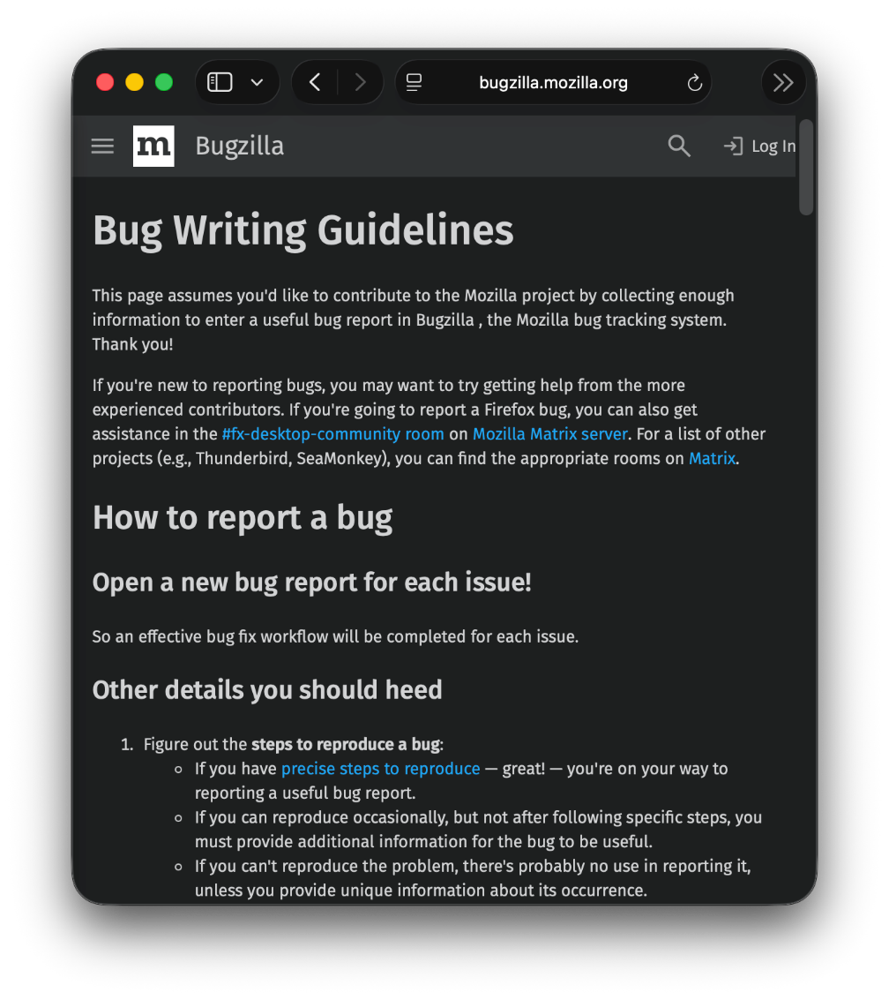 bugzilla.mozilla.org
m Bugzilla Log In
Bug Writing Guidelines
This page assumes you'd like to contribute to the Mozilla project by collecting enough
information to enter a useful bug report in Bugzilla , the Mozilla bug tracking system.
Thank you!
If you're new to reporting bugs, you may want to try getting help from the more
experienced contributors. If you're going to report a Firefox bug, you can also get
assistance in the #fx-desktop-community room on Mozilla Matrix server. For a list of other
projects (e.g., Thunderbird, SeaMonkey), you can find the appropriate rooms on Matrix.
How to report a bug
Open a new bug report for each issue!
So an effective bug fix workflow will be completed for each issue.
Other details you should heed
1. Figure out the steps to reproduce a bug:
◦ If you have precise steps to reproduce — great! — you're on your way to
reporting a useful bug report.
◦ If you can reproduce occasionally, but not after following specific steps, you
must provide additional information for the bug to be useful.
◦ If you can't reproduce the problem, there's probably no use in reporting it,
unless you provide unique information about its occurrence.